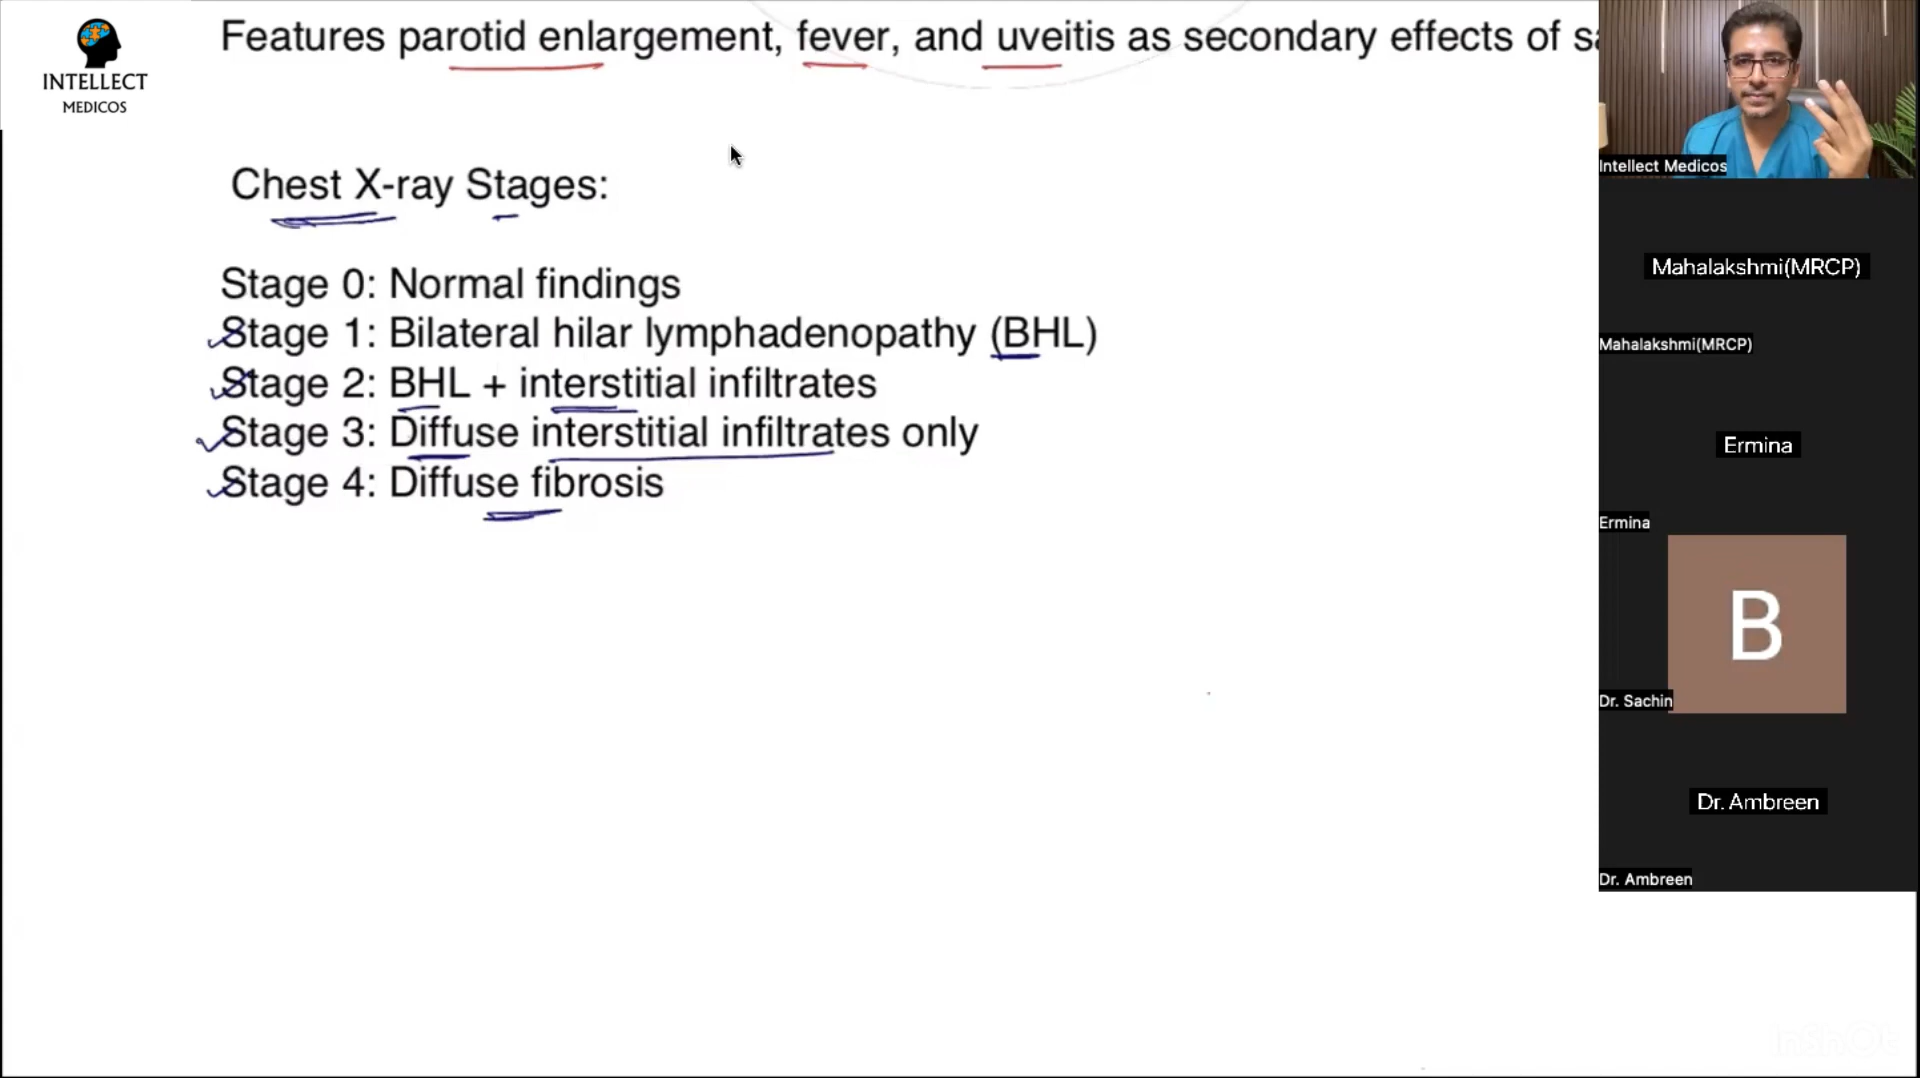 INTELLECT
MEDICOS
Features parotid enlargement, fever, and uveitis as secondary effects of
Chest X-ray Stages:
Stage 0: Normal findings
Stage 1: Bilateral hilar lymphadenopathy (BHL)
Stage 2: BHL + interstitial infiltrates
Stage 3: Diffuse interstitial infiltrates only
Stage 4: Diffuse fibrosis
Intellect Medicos
Mahalakshmi(MRCP)
Mahalakshmi(MRCP)
Ermina
Ermina
B
Dr. Sachin
Dr. Ambreen
Dr. Ambreen